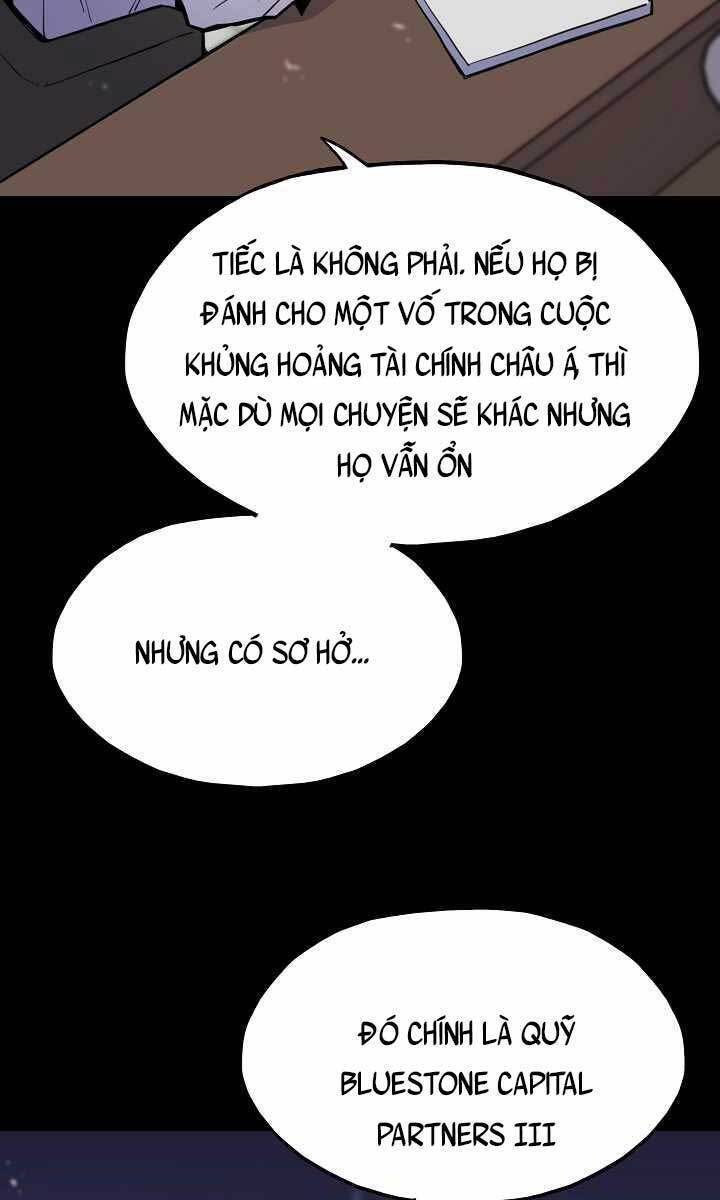 TIẾC LÀ KHÔNG PHẢI. NẾU HỌ BỊ
ĐÁNH CHO MỘT VỐ TRONG CUỘC
KHỦNG HOẢNG TÀI CHÍNH CHÂU Á, THÌ
MẶC DÙ MỌI CHUYỆN SẼ KHÁC NHƯNG
HỌ VẪN ỔN
NHƯNG CÓ SƠ HỞ...
ĐÓ CHÍNH LÀ QUỸ
BLUESTONE CAPITAL
PARTNERS III